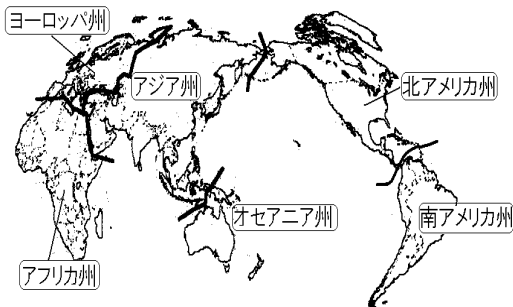 ヨーロッパ州
アジア州
北アメリカ州
オセアニア州
南アメリカ州
アフリカ州